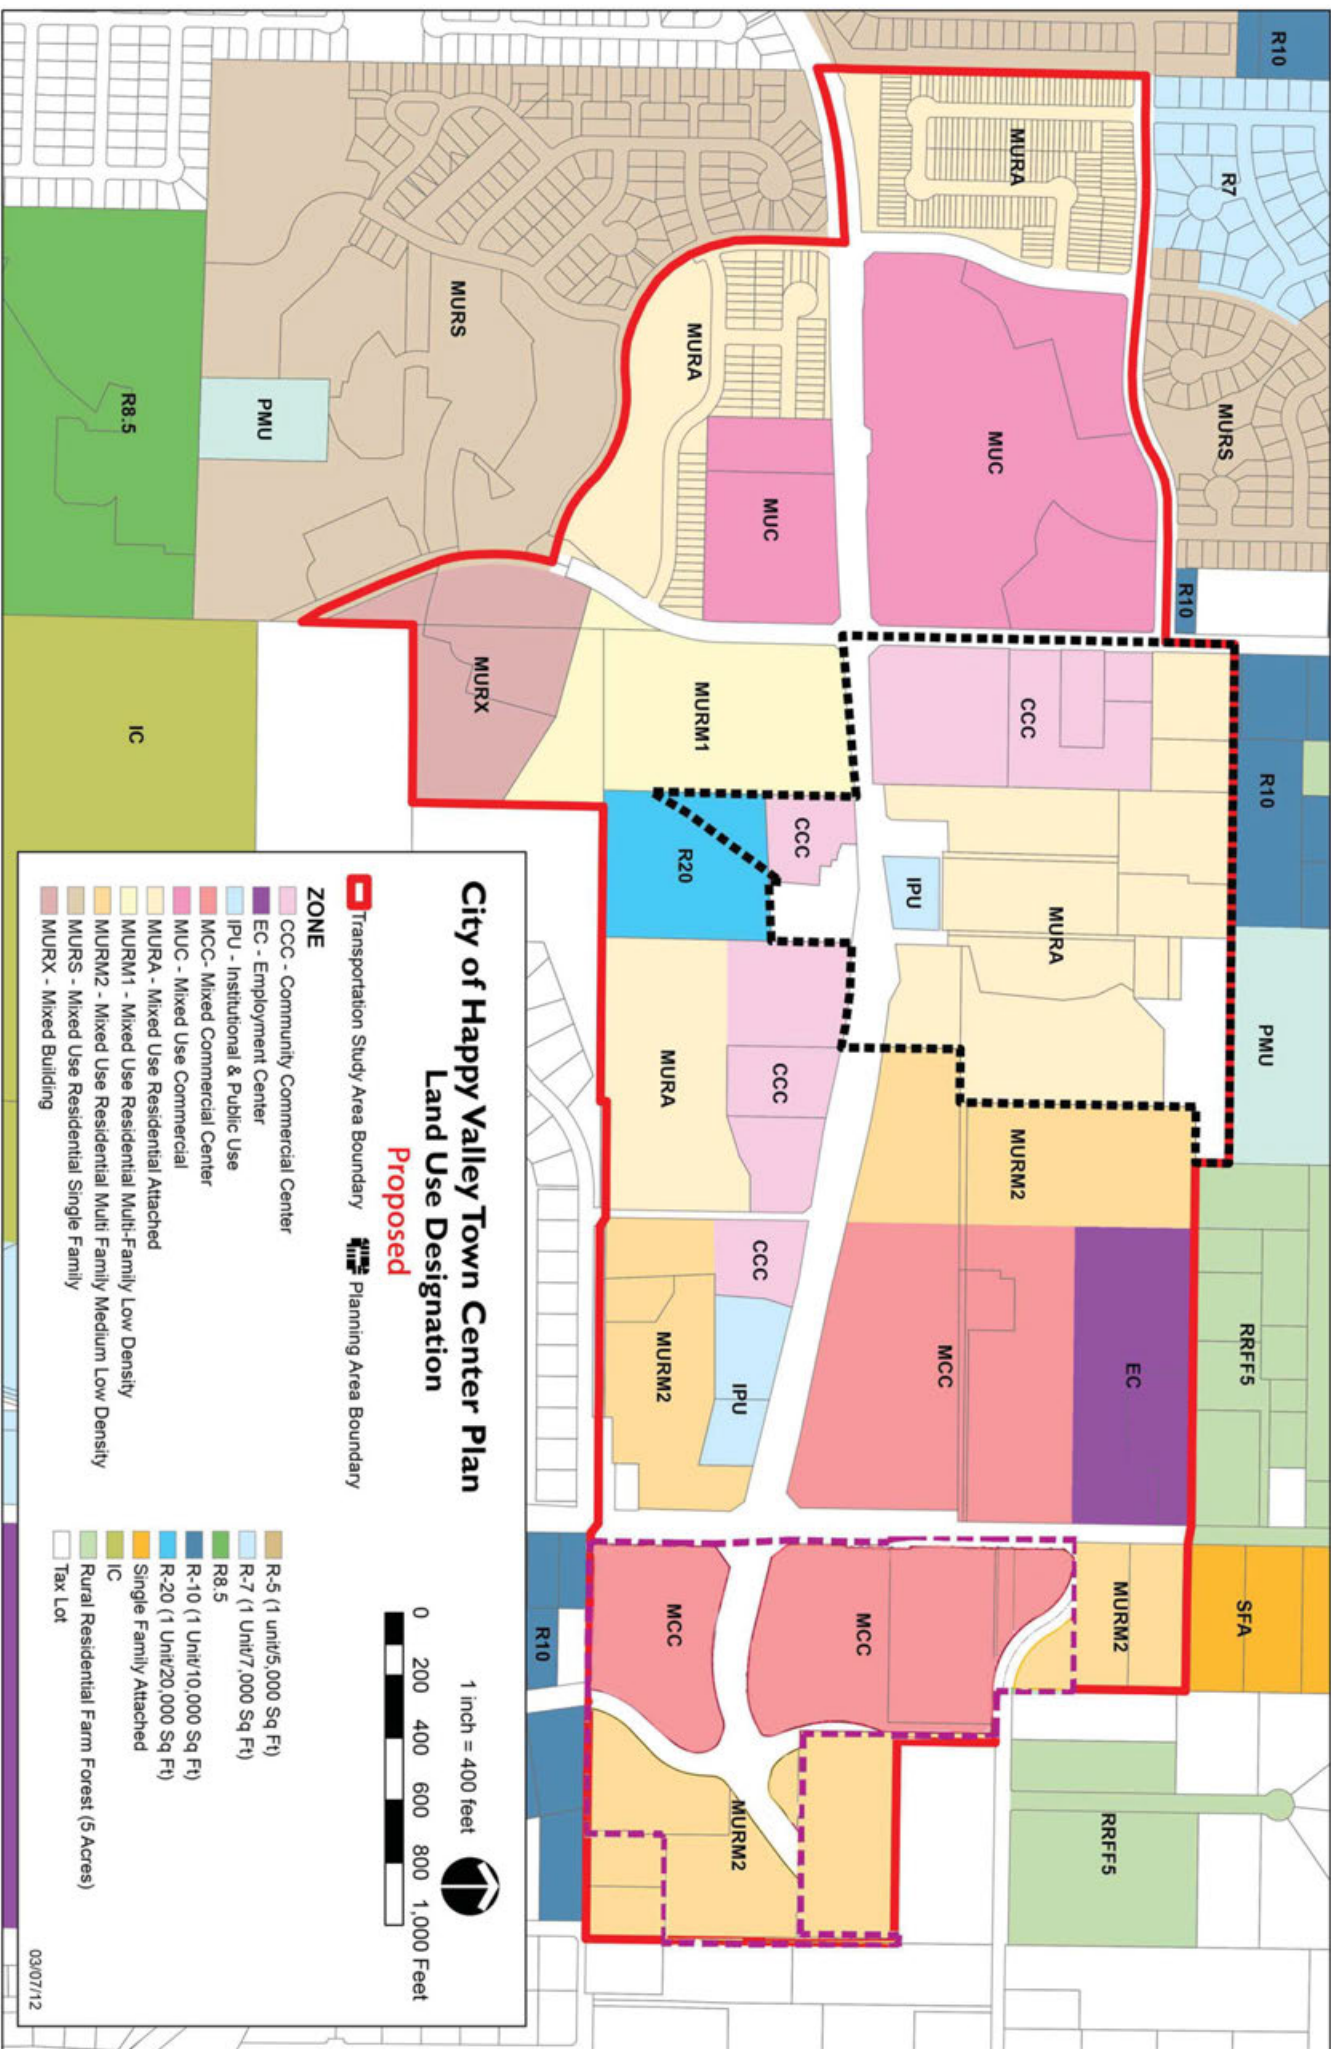 R10
R7
MURS
R10
R10
PMU
RRFF5
SFA
RRFF5
MURA
MUC
CCC
MURA
IPU
MURM2
EC
MCC
MURM2
MCC
MURA
MUC
MURM1
CCC
R20
CCC
MURA
CCC
IPU
MURM2
MCC
MURM2
R10
MURS
MURX
PMU
R8.5
IC
City of Happy Valley Town Center Plan
Land Use Designation
Proposed
1 inch = 400 feet
0 200 400 600 800 1,000 Feet
Transportation Study Area Boundary
Planning Area Boundary
ZONE
CCC - Community Commercial Center
EC - Employment Center
IPU - Institutional & Public Use
MCC- Mixed Commercial Center
MUC - Mixed Use Commercial
MURA - Mixed Use Residential Attached
MURM1 - Mixed Use Residential Multi-Family Low Density
MURM2 - Mixed Use Residential Multi Family Medium Low Density
MURS - Mixed Use Residential Single Family
MURX - Mixed Building
R-5 (1 unit/5,000 Sq Ft)
R-7 (1 Unit/7,000 Sq Ft)
R8.5
R-10 (1 Unit/10,000 Sq Ft)
R-20 (1 Unit/20,000 Sq Ft)
Single Family Attached
IC
Rural Residential Farm Forest (5 Acres)
Tax Lot
03/07/12